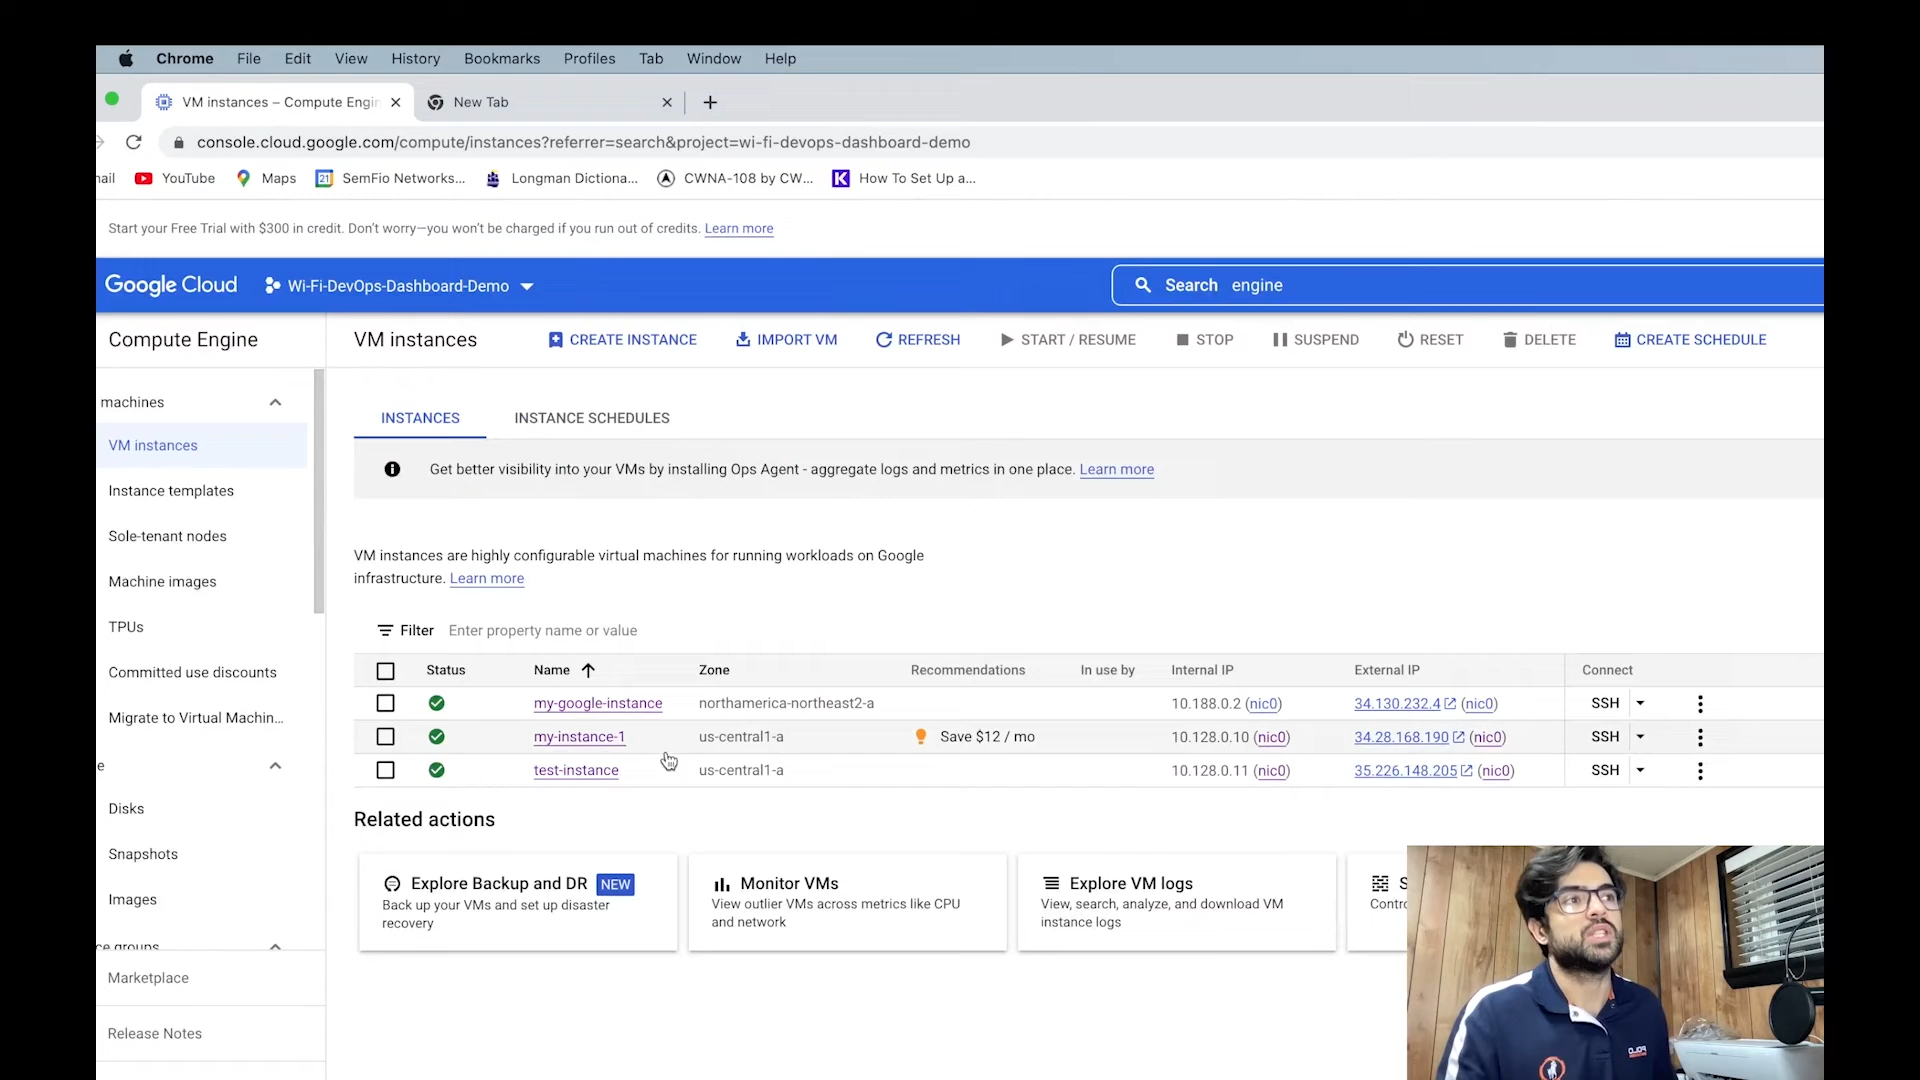 Chrome File Edit View History Bookmarks Profiles Tab Window Help
VM instances – Compute Engin
New Tab
console.cloud.google.com/compute/instances?referrer=search&project=wi-fi-devops-dashboard-demo
YouTube Maps SemFio Networks... Longman Dictiona... CWNA-108 by CW... How To Set Up a...
Start your Free Trial with $300 in credit. Don't worry—you won't be charged if you run out of credits. Learn more
Google Cloud Wi-Fi-DevOps-Dashboard-Demo Search engine
Compute Engine
VM instances CREATE INSTANCE IMPORT VM REFRESH START / RESUME STOP SUSPEND RESET DELETE CREATE SCHEDULE
machines
VM instances
Instance templates
Sole-tenant nodes
Machine images
TPUs
Committed use discounts
Migrate to Virtual Machin...
e
Disks
Snapshots
Images
ce groups
Marketplace
Release Notes
INSTANCES INSTANCE SCHEDULES
Get better visibility into your VMs by installing Ops Agent - aggregate logs and metrics in one place. Learn more
VM instances are highly configurable virtual machines for running workloads on Google
infrastructure. Learn more
Filter Enter property name or value
Status Name Zone Recommendations In use by Internal IP External IP Connect
my-google-instance northamerica-northeast2-a 10.188.0.2 (nic0) 34.130.232.4 (nic0) SSH
my-instance-1 us-central1-a Save $12 / mo 10.128.0.10 (nic0) 34.28.168.190 (nic0) SSH
test-instance us-central1-a 10.128.0.11 (nic0) 35.226.148.205 (nic0) SSH
Related actions
Explore Backup and DR NEW
Back up your VMs and set up disaster
recovery
Monitor VMs
View outlier VMs across metrics like CPU
and network
Explore VM logs
View, search, analyze, and download VM
instance logs
S
Contro